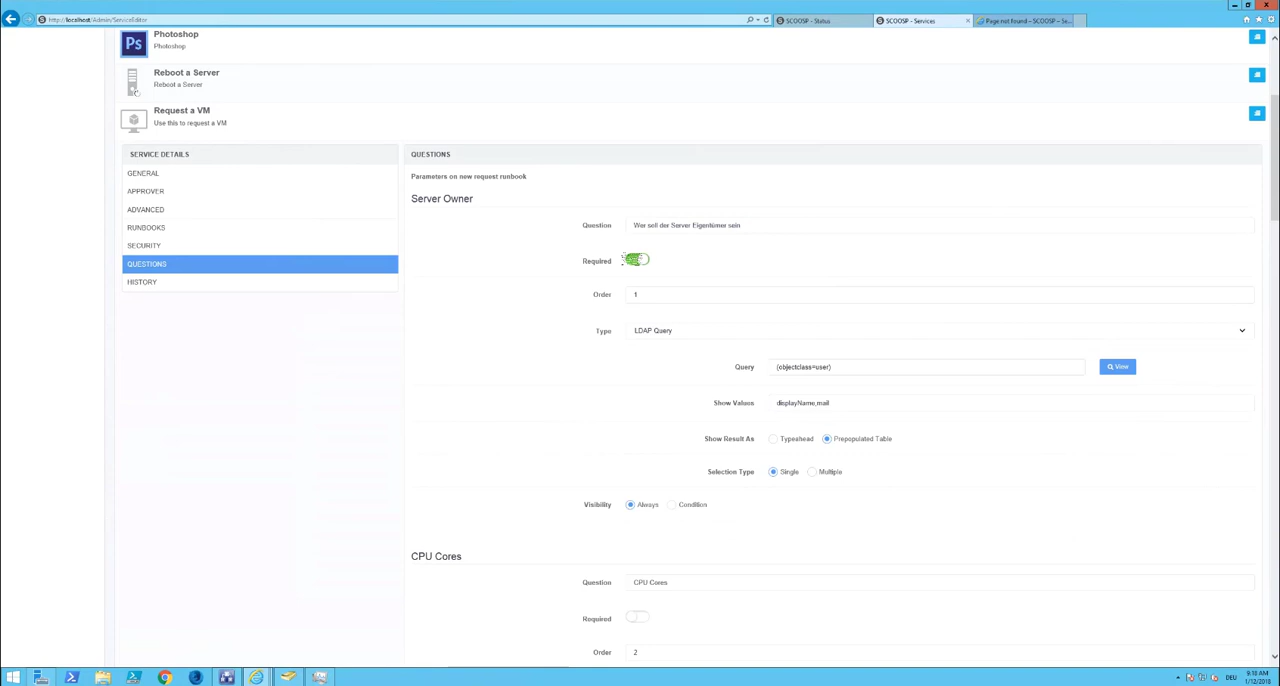 http://localhost/Admin/ServiceEditor
SCOOSP - Status
SCOOSP - Services
Page not found – SCOOSP – Se...
Ps
Photoshop
Photoshop
Reboot a Server
Reboot a Server
Request a VM
Use this to request a VM
SERVICE DETAILS
GENERAL
APPROVER
ADVANCED
RUNBOOKS
SECURITY
QUESTIONS
HISTORY
QUESTIONS
Parameters on new request runbook
Server Owner
Question Wer soll der Server Eigentümer sein
Required
Order 1
Type LDAP Query
Query (objectclass=user) View
Show Values displayName,mail
Show Result As Typeahead Prepopulated Table
Selection Type Single Multiple
Visibility Always Condition
CPU Cores
Question CPU Cores
Required
Order 2
DEU
9:18 AM
1/12/2018